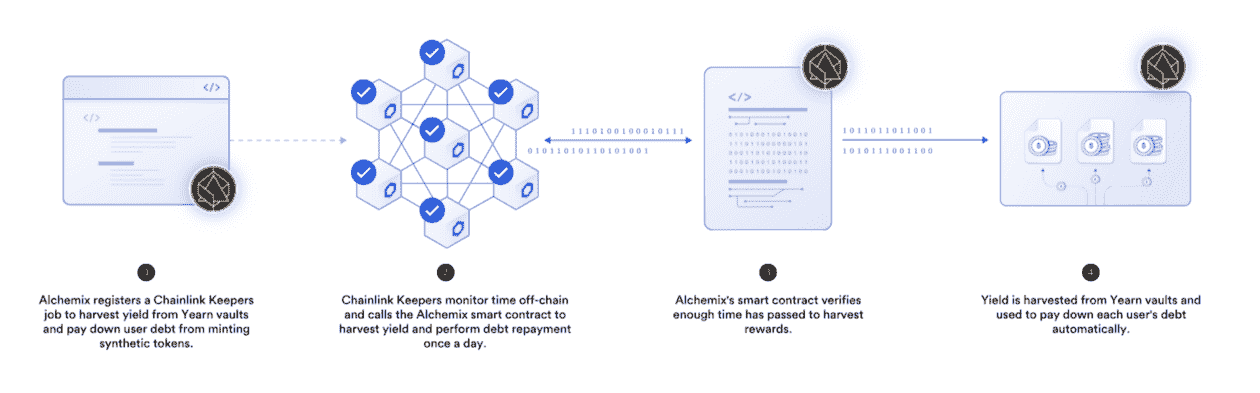 </>
</>
</>
1110100100010111
010110101101​01001
1011011011001
1010111001100
1
2
3
4
Alchemix registers a Chainlink Keepers
job to harvest yield from Yearn vaults
and pay down user debt from minting
synthetic tokens.
Chainlink Keepers monitor time off-chain
and calls the Alchemix smart contract to
harvest yield and perform debt repayment
once a day.
Alchemix's smart contract verifies
enough time has passed to harvest
rewards.
Yield is harvested from Yearn vaults and
used to pay down each user's debt
automatically.